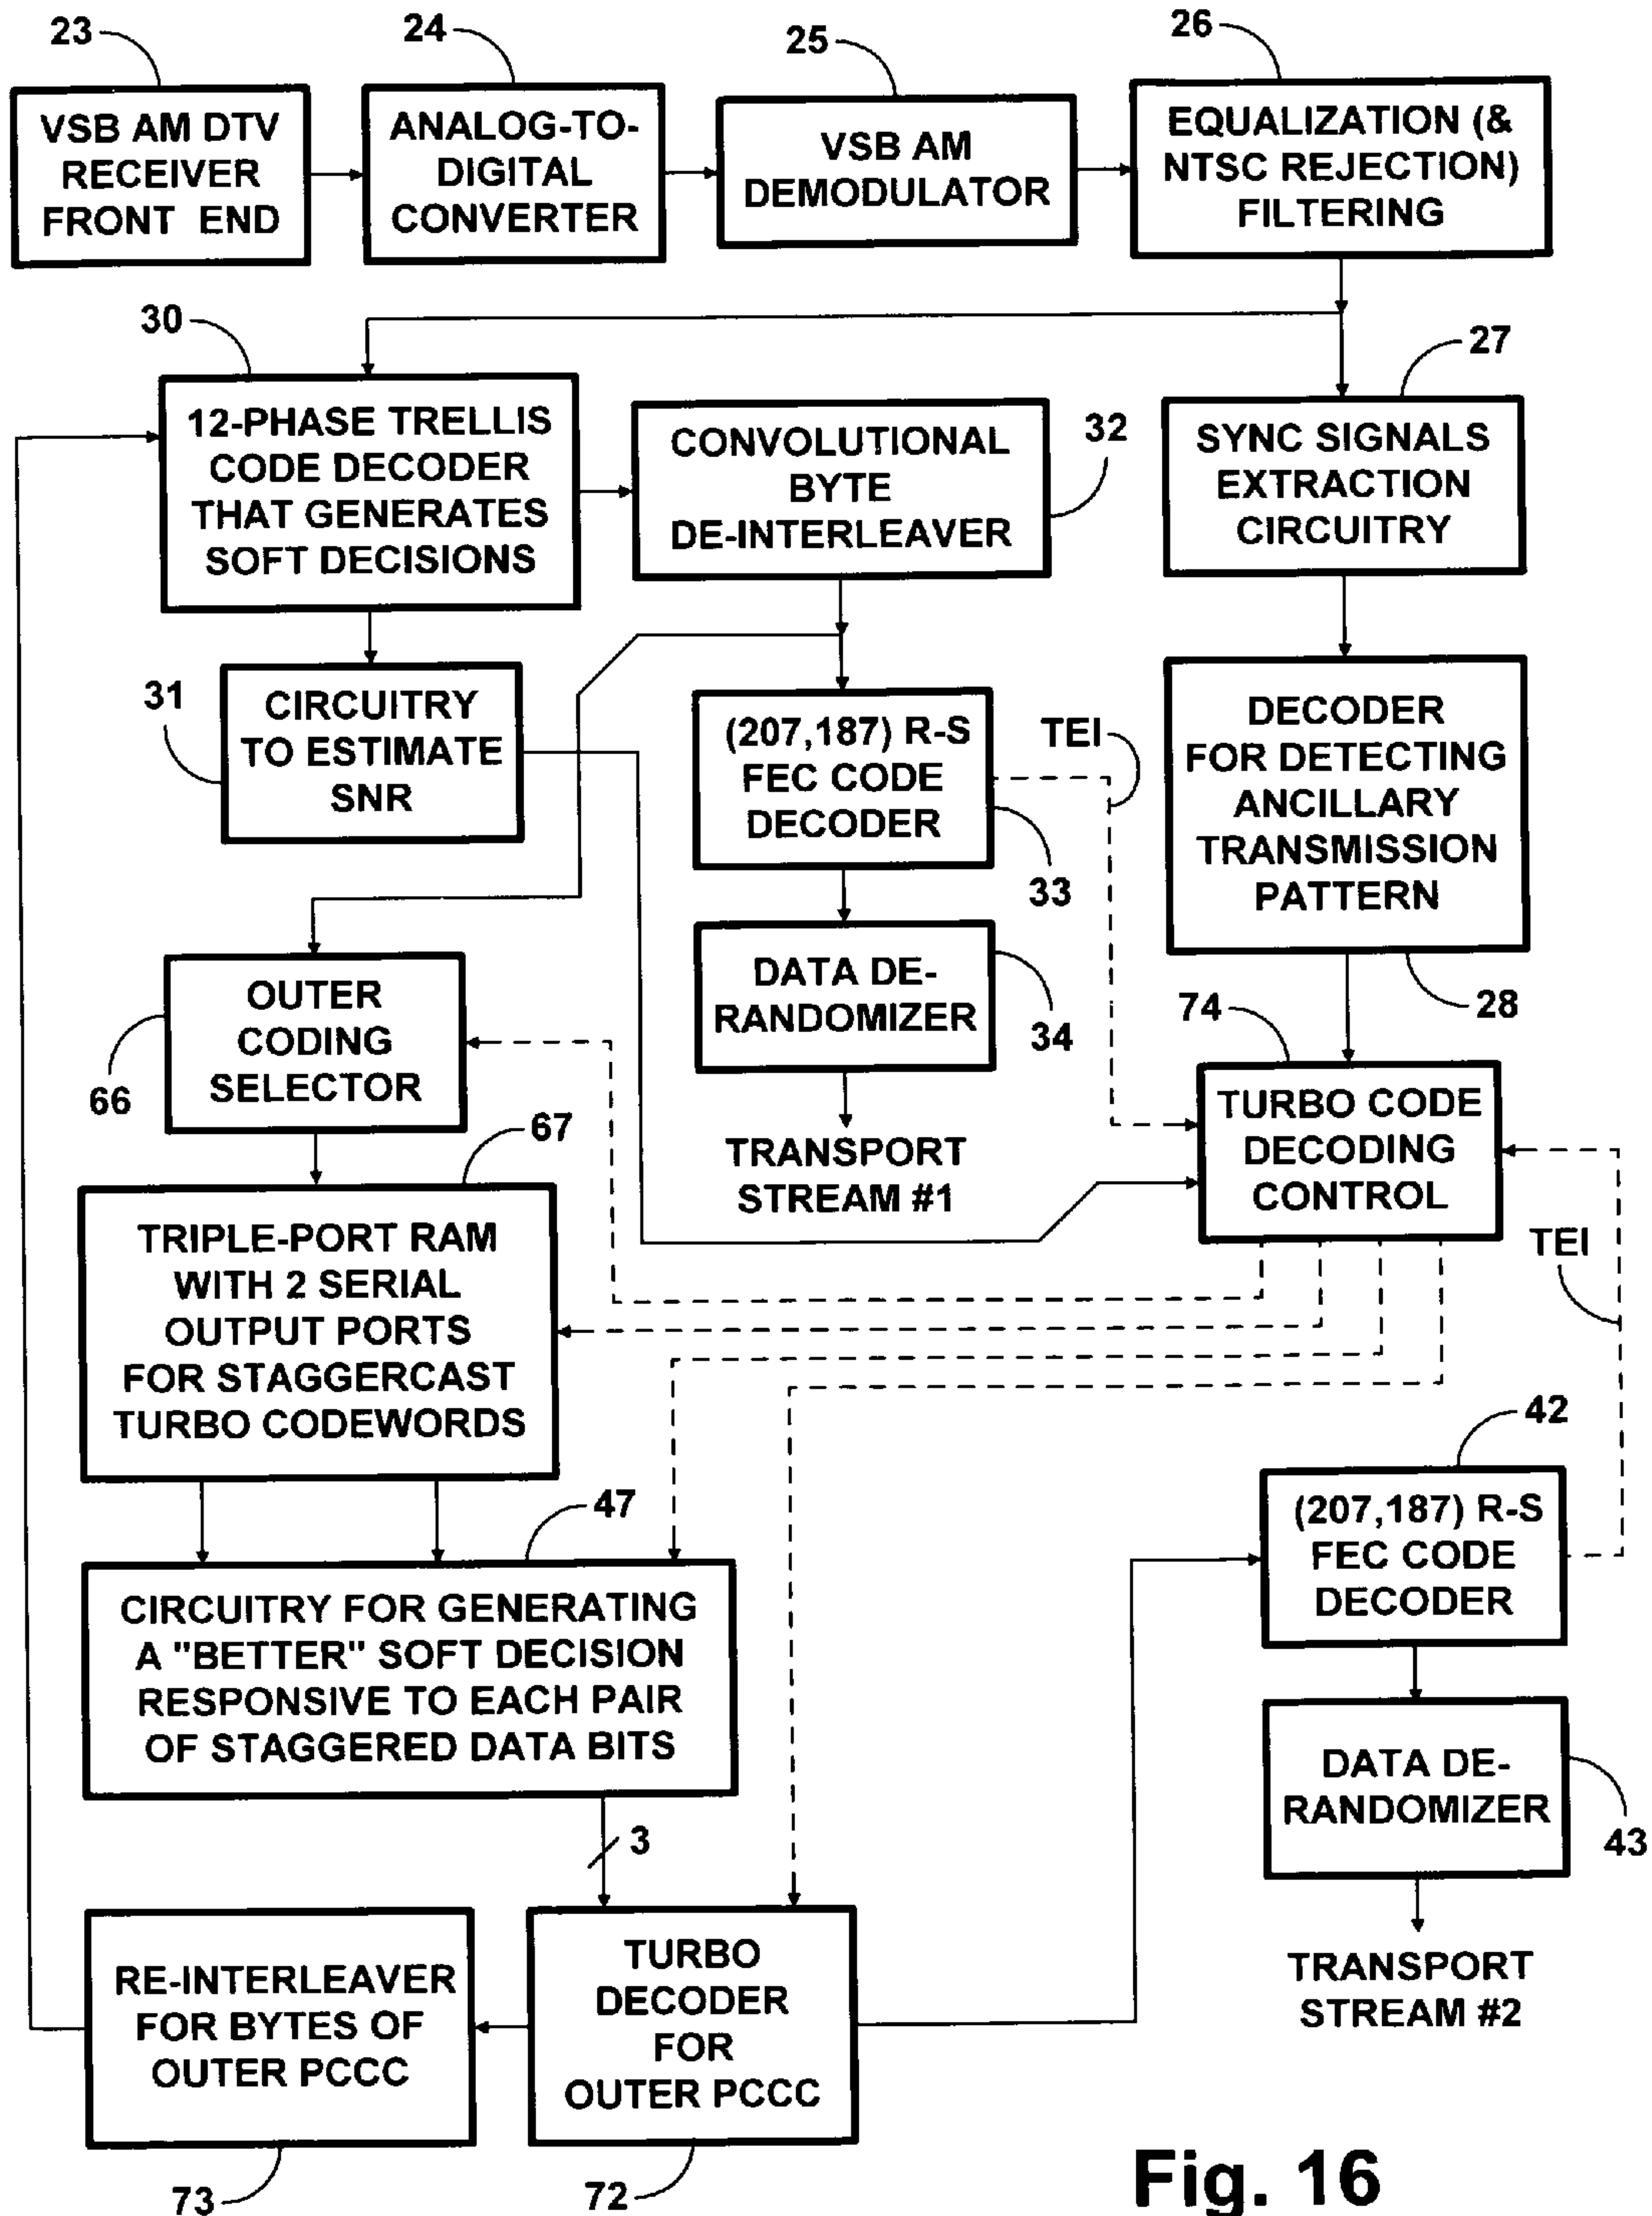 23
24
25
26
VSB AM DTV
RECEIVER
FRONT END
ANALOG-TO-
DIGITAL
CONVERTER
VSB AM
DEMODULATOR
EQUALIZATION (&
NTSC REJECTION)
FILTERING
30
27
12-PHASE TRELLIS
CODE DECODER
THAT GENERATES
SOFT DECISIONS
CONVOLUTIONAL
BYTE
DE-INTERLEAVER
32
SYNC SIGNALS
EXTRACTION
CIRCUITRY
31
CIRCUITRY
TO ESTIMATE
SNR
(207,187) R-S
FEC CODE
DECODER
33
TEI
DECODER
FOR DETECTING
ANCILLARY
TRANSMISSION
PATTERN
28
OUTER
CODING
SELECTOR
66
DATA DE-
RANDOMIZER
34
74
TURBO CODE
DECODING
CONTROL
TRANSPORT
STREAM #1
67
TRIPLE-PORT RAM
WITH 2 SERIAL
OUTPUT PORTS
FOR STAGGERCAST
TURBO CODEWORDS
TEI
42
(207,187) R-S
FEC CODE
DECODER
47
CIRCUITRY FOR GENERATING
A "BETTER" SOFT DECISION
RESPONSIVE TO EACH PAIR
OF STAGGERED DATA BITS
DATA DE-
RANDOMIZER
43
3
RE-INTERLEAVER
FOR BYTES OF
OUTER PCCC
TURBO
DECODER
FOR
OUTER PCCC
TRANSPORT
STREAM #2
73
72
Fig. 16